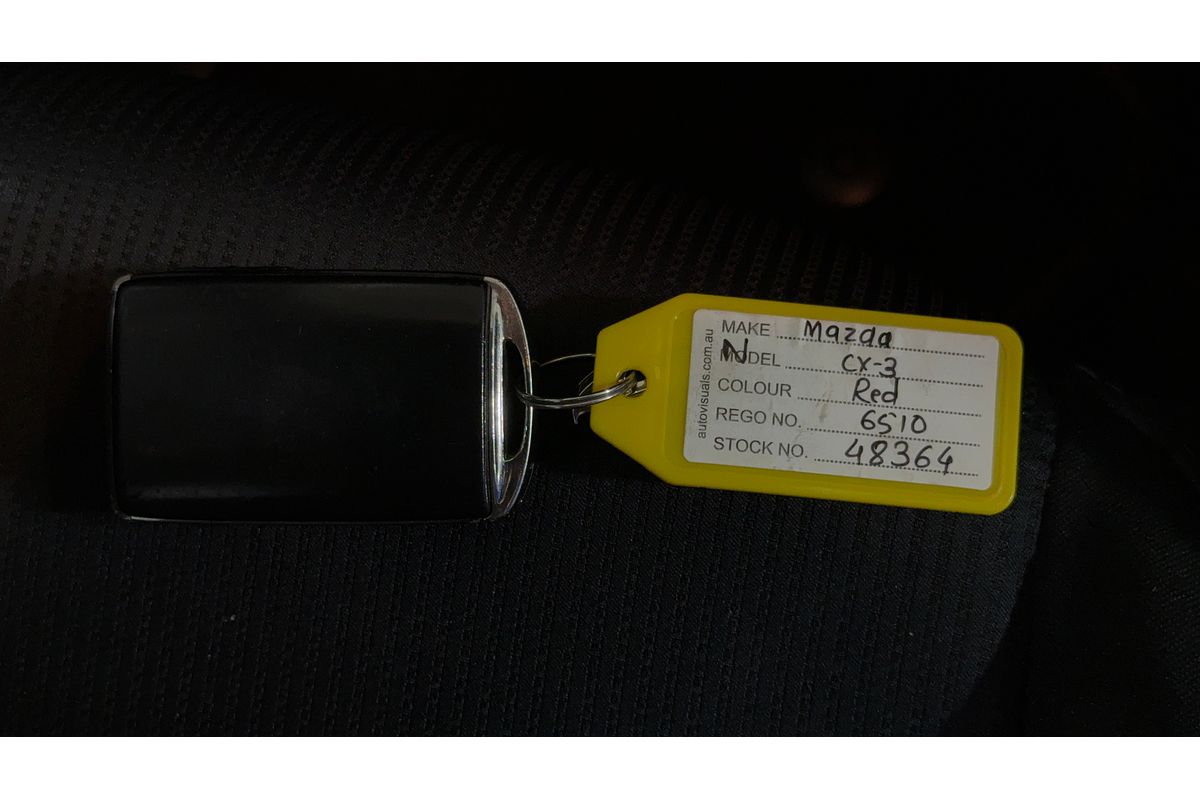 MAKE Mazda
N
MODEL CX-3
COLOUR Red
REGO NO. 6510
STOCK NO. 48364
autovisuals.com.au